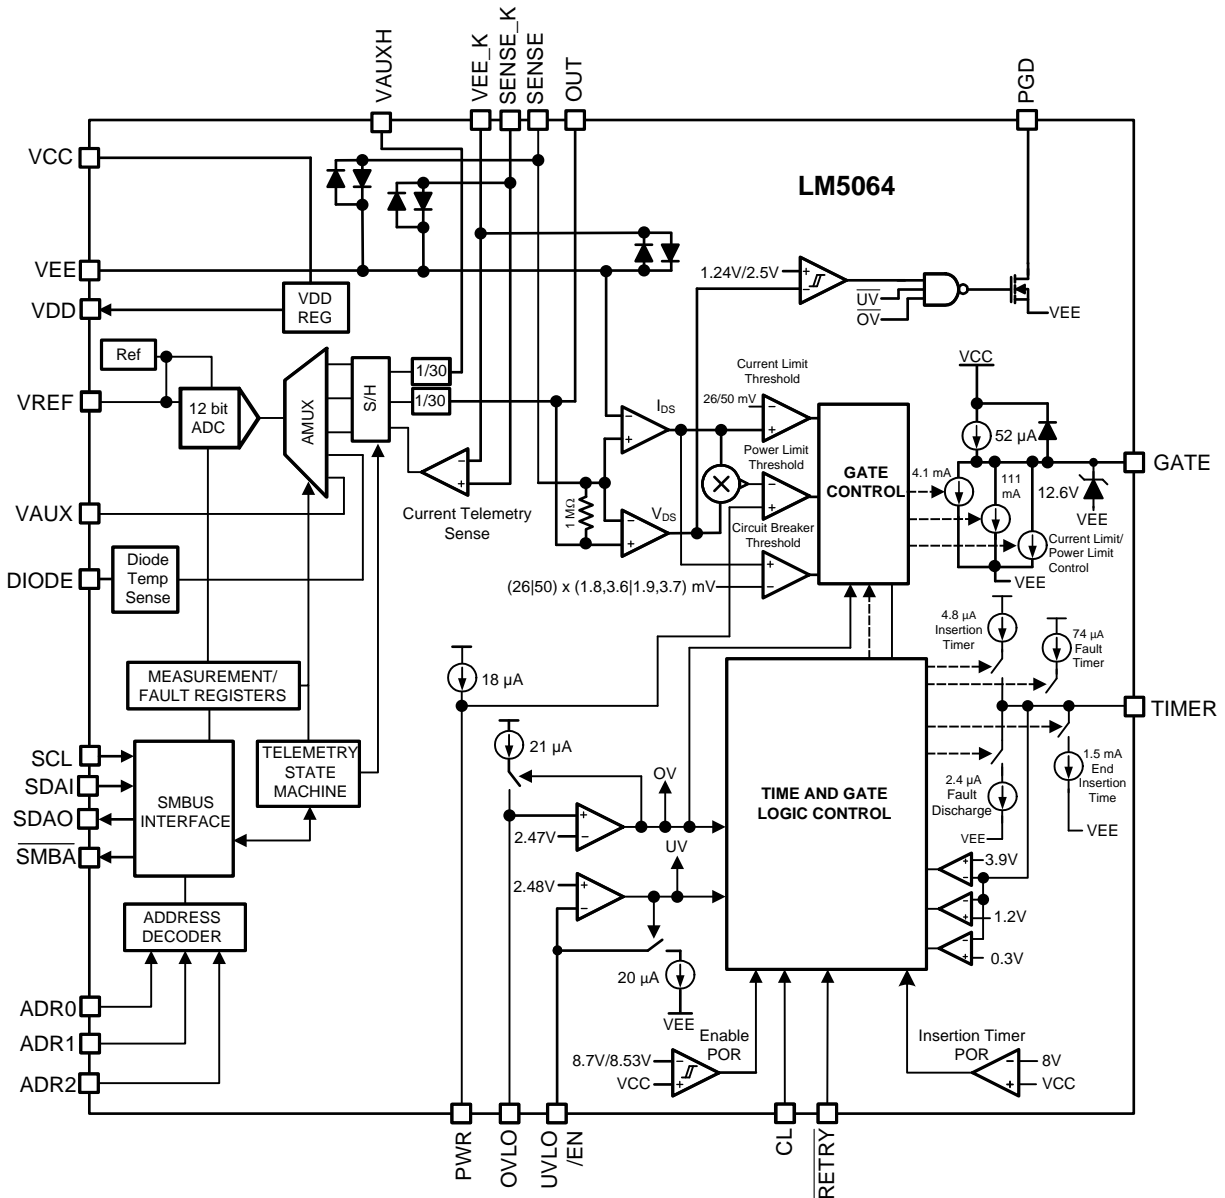 VAUXH
VEE_K
SENSE_K
SENSE
OUT
PGD
VCC
LM5064
VEE
VDD
VDD
REG
1.24V/2.5V
+
−
UV
OV
VEE
Ref
VREF
12 bit
ADC
AMUX
S/H
1/30
1/30
Current Limit
Threshold
26/50 mV
−
+
IDS
−
+
VCC
52 µA
GATE
Power Limit
Threshold
−
+
GATE
CONTROL
4.1 mA
111
mA
12.6V
VEE
VAUX
−
+
Current Telemetry
Sense
1 MΩ
VDS
−
+
Circuit Breaker
Threshold
+
−
Current Limit/
Power Limit
Control
VEE
DIODE
Diode
Temp
Sense
(26|50) x (1.8,3.6|1.9,3.7) mV
4.8 µA
Insertion
Timer
74 µA
Fault
Timer
MEASUREMENT/
FAULT REGISTERS
18 µA
TIMER
SCL
SDAI
SDAO
SMBA
SMBUS
INTERFACE
TELEMETRY
STATE
MACHINE
21 µA
OV
+
−
2.47V
UV
TIME AND GATE
LOGIC CONTROL
2.4 µA
Fault
Discharge
VEE
1.5 mA
End
Insertion
Time
VEE
2.48V
+
−
+
−
3.9V
−
+
1.2V
−
+
0.3V
ADDRESS
DECODER
20 µA
VEE
ADR0
ADR1
ADR2
Enable
POR
8.7V/8.53V
VCC
−
+
Insertion Timer
POR
−
+
8V
VCC
PWR
OVLO
UVLO
/EN
CL
RETRY